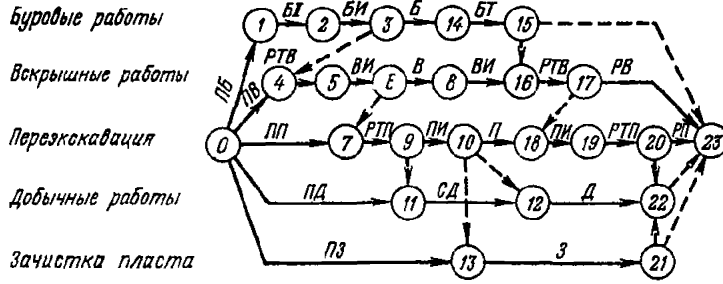 Буровые работы 1 БI 2 БИ 3 Б 14 БТ 15
Вскрышные работы ПБ ПВ РТВ 4 5 ВИ Е В 8 ВИ 16 РТВ 17 РВ
Переэкскавация 0 ПП 7 РТП 9 ПИ 10 П 18 ПИ 19 РТП 20 РП 23
Добычные работы ПД 11 СД 12 Д 22
Зачистка пласта ПЗ 13 З 21